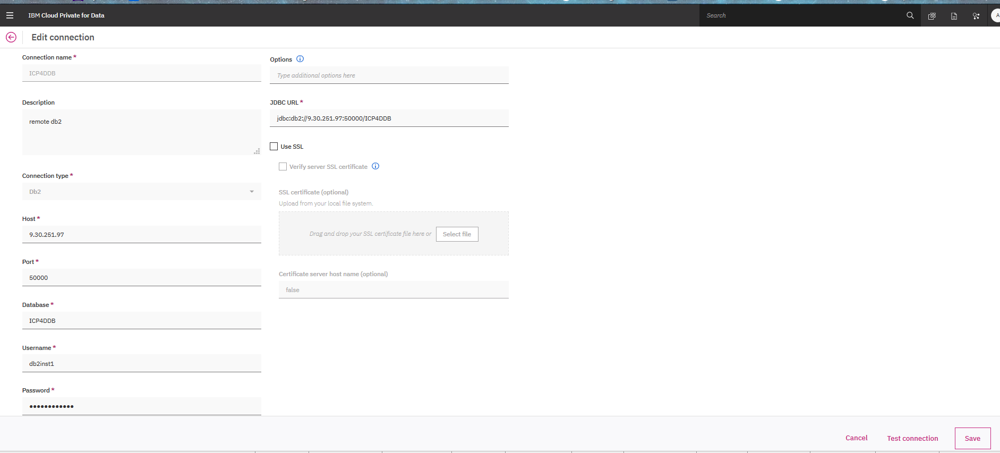 IBM Cloud Private for Data
Search
A
Edit connection
Connection name *
ICP4DDB
Description
remote db2
Connection type *
Db2
Host *
9.30.251.97
Port *
50000
Database *
ICP4DDB
Username *
db2inst1
Password *
••••••••••••
Options
Type additional options here
JDBC URL *
jdbc:db2://9.30.251.97:50000/ICP4DDB
Use SSL
Verify server SSL certificate
SSL certificate (optional)
Upload from your local file system.
Drag and drop your SSL certificate file here or Select file
Certificate server host name (optional)
false
Cancel Test connection Save